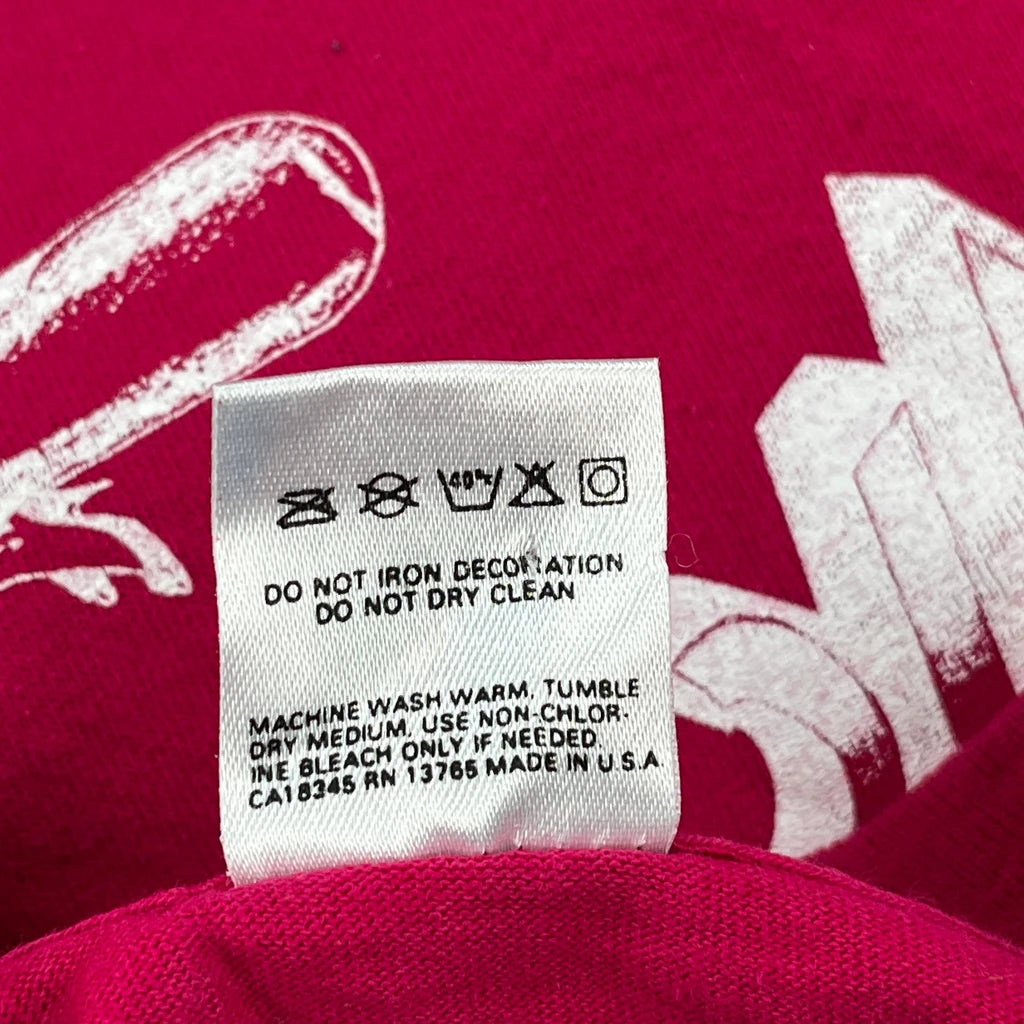 40°c
DO NOT IRON DECORATION
DO NOT DRY CLEAN
MACHINE WASH WARM, TUMBLE
DRY MEDIUM, USE NON-CHLOR-
INE BLEACH ONLY IF NEEDED.
CA18345 RN 13765 MADE IN U.S.A